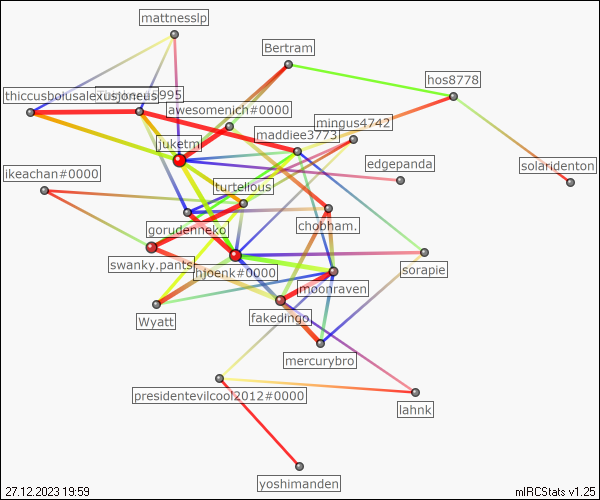 mattnesslp
Bertram
hos8778
thiccusboiusalexusjoneus
995
awesomenich#0000
mingus4742
maddiee3773
juketm
edgepanda
solaridenton
ikeachan#0000
turtelious
gorudenneko
chobham.
swanky.pants
hjoenk#0000
sorapie
moonraven
Wyatt
fakedingo
mercurybro
presidentevilcool2012#0000
lahnk
yoshimanden
27.12.2023 19:59
mIRCStats v1.25